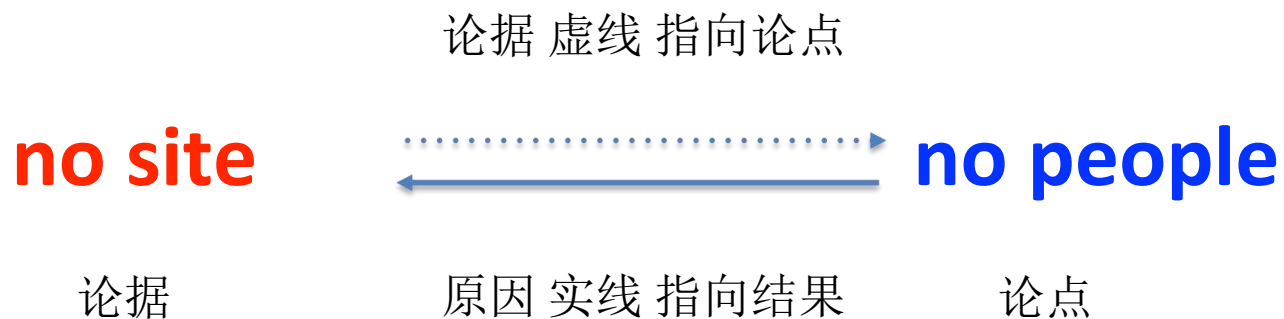 论据 虚线 指向论点
no site
no people
论据
原因 实线 指向结果
论点